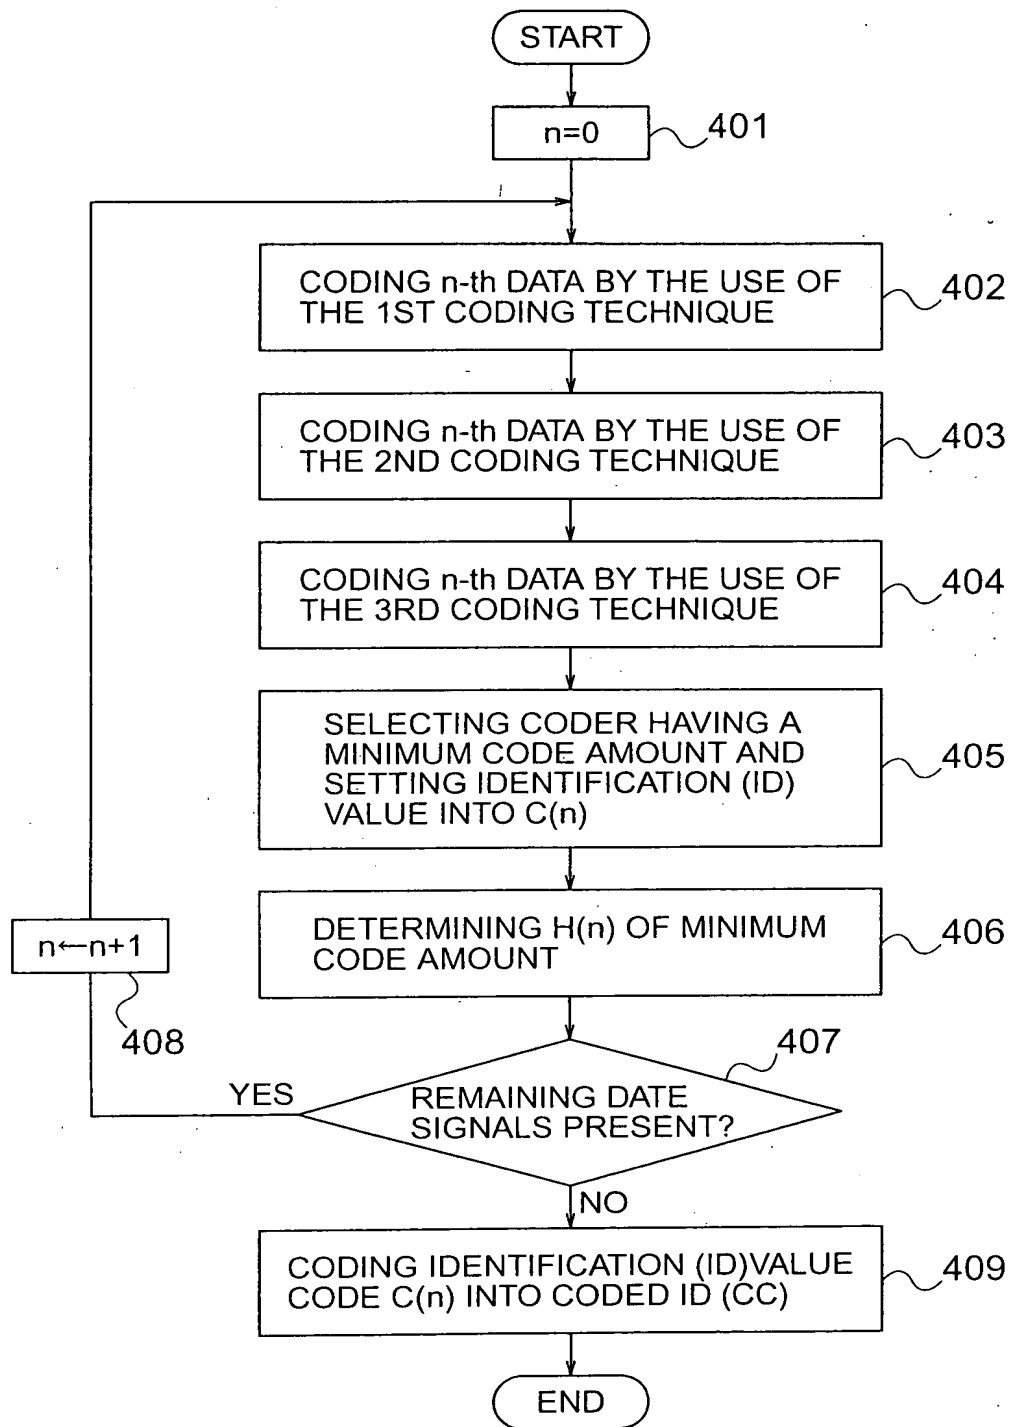 START
n=0
401
CODING n-th DATA BY THE USE OF
THE 1ST CODING TECHNIQUE
402
CODING n-th DATA BY THE USE OF
THE 2ND CODING TECHNIQUE
403
CODING n-th DATA BY THE USE OF
THE 3RD CODING TECHNIQUE
404
SELECTING CODER HAVING A
MINIMUM CODE AMOUNT AND
SETTING IDENTIFICATION (ID)
VALUE INTO C(n)
405
DETERMINING H(n) OF MINIMUM
CODE AMOUNT
406
n←n+1
408
407
YES
REMAINING DATE
SIGNALS PRESENT?
NO
CODING IDENTIFICATION (ID)VALUE
CODE C(n) INTO CODED ID (CC)
409
END